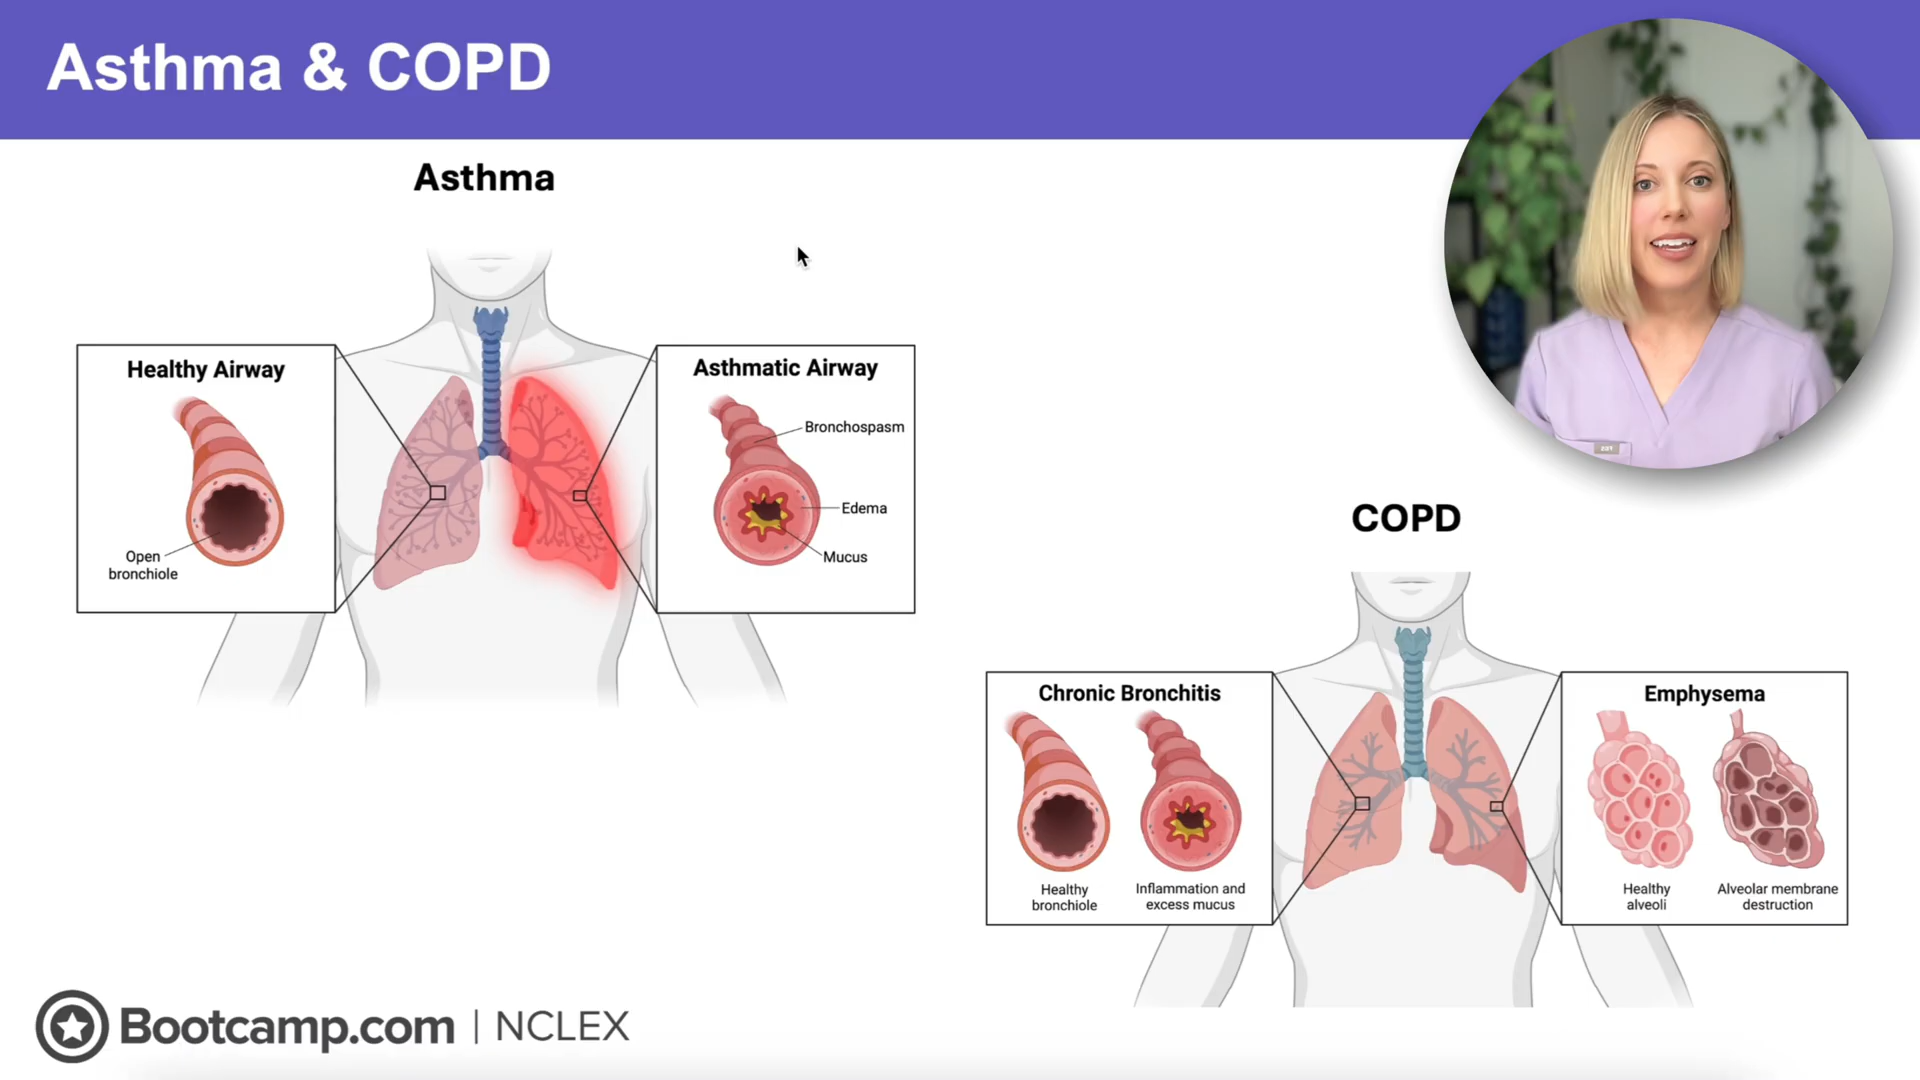 Asthma & COPD
Asthma
Healthy Airway
Open
bronchiole
Asthmatic Airway
Bronchospasm
Edema
Mucus
COPD
Chronic Bronchitis
Healthy
bronchiole
Inflammation and
excess mucus
Emphysema
Healthy
alveoli
Alveolar membrane
destruction
Bootcamp.com | NCLEX